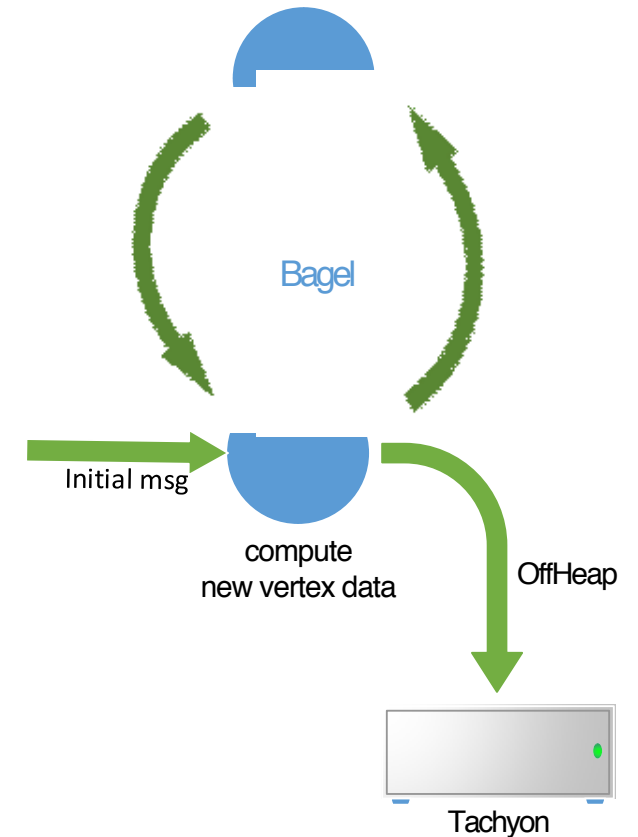 Bagel
Initial msg
compute
new vertex data
OffHeap
Tachyon